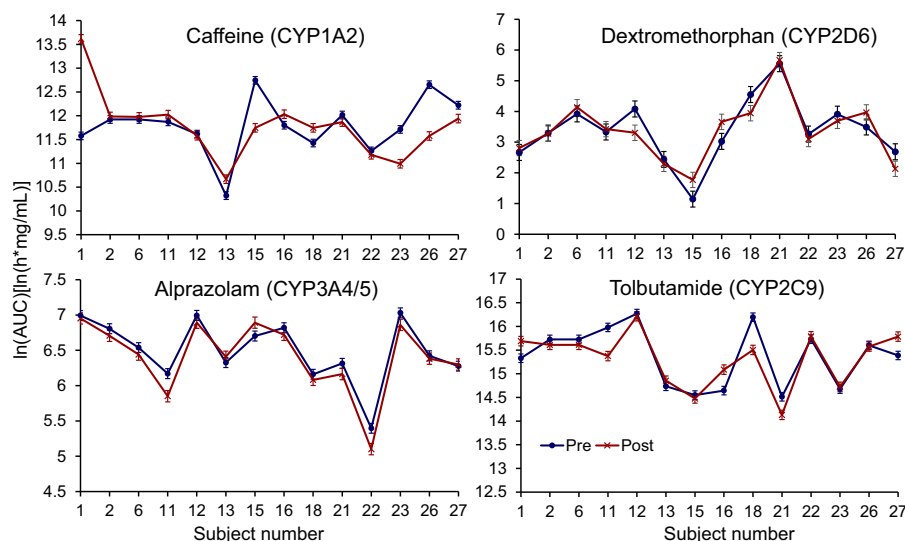 ln(AUC)[ln(h*mg/mL)]
Caffeine (CYP1A2)
14
13.5
13
12.5
12
11.5
11
10.5
10
9.5
1 2 6 11 12 13 15 16 18 21 22 23 26 27
Dextromethorphan (CYP2D6)
7
6
5
4
3
2
1
0
1 2 6 11 12 13 15 16 18 21 22 23 26 27
Alprazolam (CYP3A4/5)
7.5
7
6.5
6
5.5
5
4.5
1 2 6 11 12 13 15 16 18 21 22 23 26 27
Subject number
Tolbutamide (CYP2C9)
17
16.5
16
15.5
15
14.5
14
13.5
13
12.5
Pre Post
1 2 6 11 12 13 15 16 18 21 22 23 26 27
Subject number